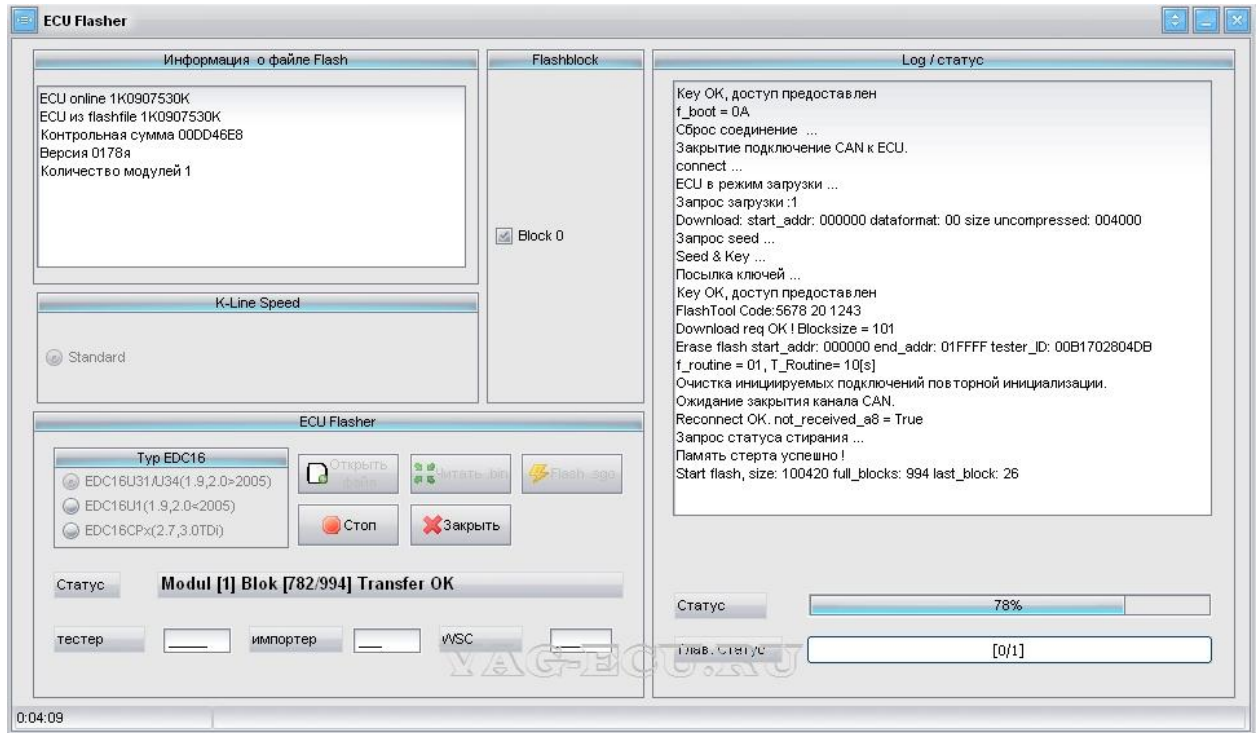 ECU Flasher
Информация о файле Flash
ECU online 1K0907530K
ECU из flashfile 1K0907530K
Контрольная сумма 00DD46E8
Версия 0178я
Количество модулей 1
K-Line Speed
Standard
Flashblock
Block 0
ECU Flasher
Typ EDC16
EDC16U31/U34(1.9,2.0>2005)
EDC16U1(1.9,2.0<2005)
EDC16CPx(2.7,3.0TDi)
Открыть
файл
Читать .bin
Flash .sgo
Стоп
Закрыть
Статус
Modul [1] Blok [782/994] Transfer OK
тестер
импортер
WSC
Log / статус
Key OK, доступ предоставлен
f_boot = 0A
Сброс соединение ...
Закрытие подключение CAN к ECU.
connect ...
ECU в режим загрузки ...
Запрос загрузки :1
Download: start_addr: 000000 dataformat: 00 size uncompressed: 004000
Запрос seed ...
Seed & Key ...
Посылка ключей ...
Key OK, доступ предоставлен
FlashTool Code:5678 20 1243
Download req OK ! Blocksize = 101
Erase flash start_addr: 000000 end_addr: 01FFFF tester_ID: 00B1702804DB
f_routine = 01, T_Routine= 10[s]
Очистка инициируемых подключений повторной инициализации.
Ожидание закрытия канала CAN.
Reconnect OK. not_received_a8 = True
Запрос статуса стирания ...
Память стерта успешно !
Start flash, size: 100420 full_blocks: 994 last_block: 26
Статус
78%
Глав. Статус
[0/1]
VAG-ECU.RU
0:04:09